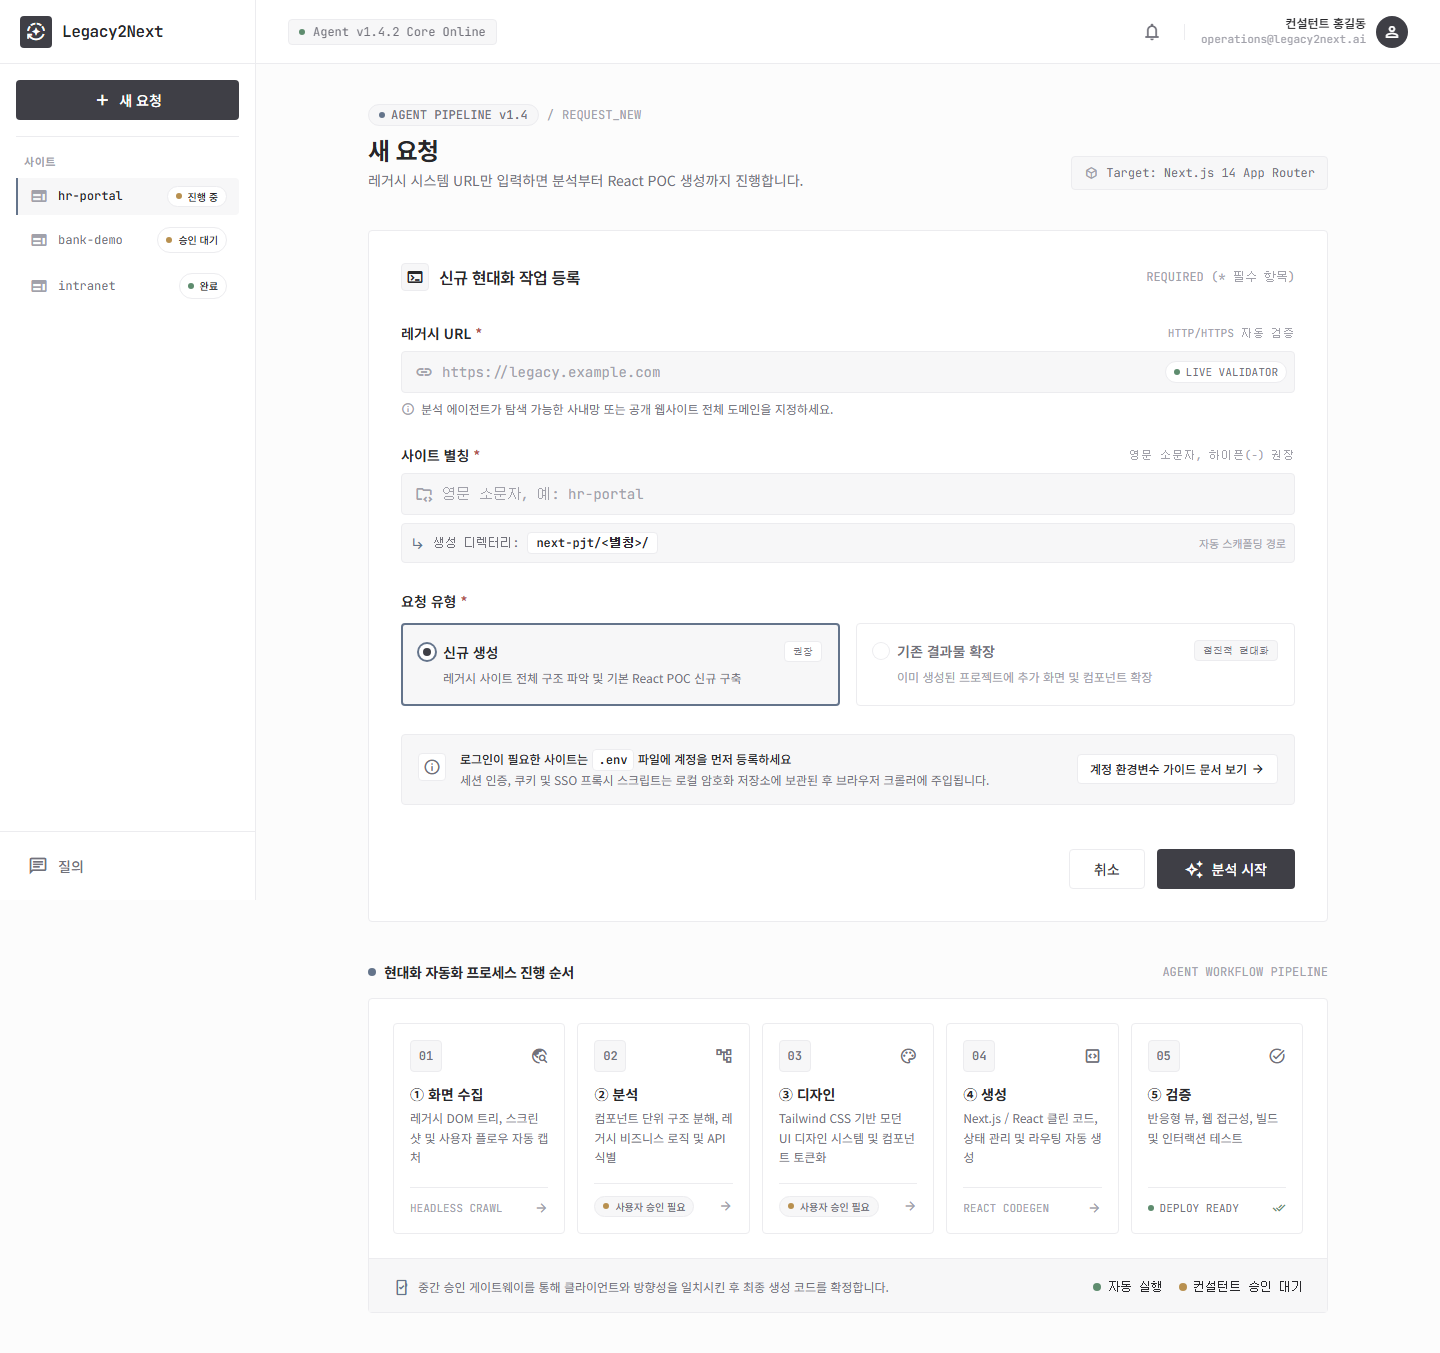 Legacy2Next
Agent v1.4.2 Core Online
컨설턴트 홍길동
operations@legacy2next.ai
새 요청
사이트
hr-portal
진행 중
bank-demo
승인 대기
intranet
완료
질의
AGENT PIPELINE v1.4 / REQUEST_NEW
새 요청
레거시 시스템 URL만 입력하면 분석부터 React POC 생성까지 진행합니다.
Target: Next.js 14 App Router
신규 현대화 작업 등록
REQUIRED (* 필수 항목)
레거시 URL *
HTTP/HTTPS 자동 검증
https://legacy.example.com
LIVE VALIDATOR
분석 에이전트가 탐색 가능한 사내망 또는 공개 웹사이트 전체 도메인을 지정하세요.
사이트 별칭 *
영문 소문자, 하이픈(-) 권장
영문 소문자, 예: hr-portal
생성 디렉터리: next-pjt/<별칭>/
자동 스캐폴딩 경로
요청 유형 *
신규 생성
권장
레거시 사이트 전체 구조 파악 및 기본 React POC 신규 구축
기존 결과물 확장
점진적 현대화
이미 생성된 프로젝트에 추가 화면 및 컴포넌트 확장
로그인이 필요한 사이트는 .env 파일에 계정을 먼저 등록하세요
세션 인증, 쿠키 및 SSO 프록시 스크립트는 로컬 암호화 저장소에 보관된 후 브라우저 크롤러에 주입됩니다.
계정 환경변수 가이드 문서 보기 →
취소
분석 시작
현대화 자동화 프로세스 진행 순서
AGENT WORKFLOW PIPELINE
01
① 화면 수집
레거시 DOM 트리, 스크린
샷 및 사용자 플로우 자동 캡
처
HEADLESS CRAWL →
02
② 분석
컴포넌트 단위 구조 분해, 레
거시 비즈니스 로직 및 API
식별
사용자 승인 필요 →
03
③ 디자인
Tailwind CSS 기반 모던
UI 디자인 시스템 및 컴포넌
트 토큰화
사용자 승인 필요 →
04
④ 생성
Next.js / React 클린 코드,
상태 관리 및 라우팅 자동 생
성
REACT CODEGEN →
05
⑤ 검증
반응형 뷰, 웹 접근성, 빌드
및 인터랙션 테스트
DEPLOY READY
중간 승인 게이트웨이를 통해 클라이언트와 방향성을 일치시킨 후 최종 생성 코드를 확정합니다.
자동 실행
컨설턴트 승인 대기